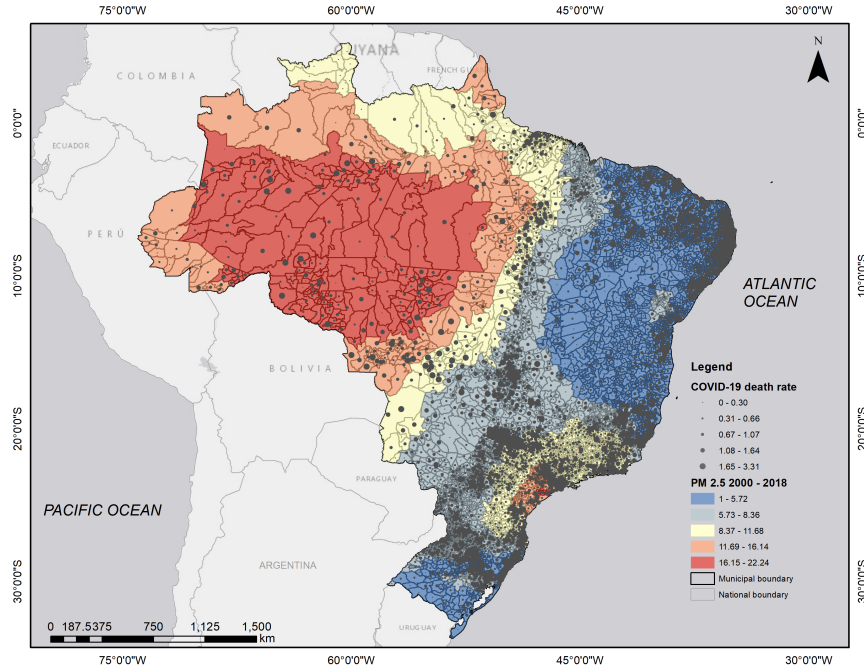 75°0'0"W 60°0'0"W 45°0'0"W 30°0'0"W
N
GUYANA
COLOMBIA
FRENCH GU
0°0'0" 0°0'0"
ECUADOR
PERÚ
10°0'0"S 10°0'0"S
ATLANTIC
OCEAN
BOLIVIA
Legend
COVID-19 death rate
0 - 0.30
0.31 - 0.66
0.67 - 1.07
1.08 - 1.64
1.65 - 3.31
20°0'0"S 20°0'0"S
PARAGUAY
PM 2.5 2000 - 2018
1 - 5.72
5.73 - 8.36
8.37 - 11.68
11.69 - 16.14
16.15 - 22.24
Municipal boundary
National boundary
PACIFIC OCEAN
ARGENTINA
30°0'0"S 30°0'0"S
URUGUAY
0 187.5375 750 1,125 1,500
km
75°0'0"W 60°0'0"W 45°0'0"W 30°0'0"W